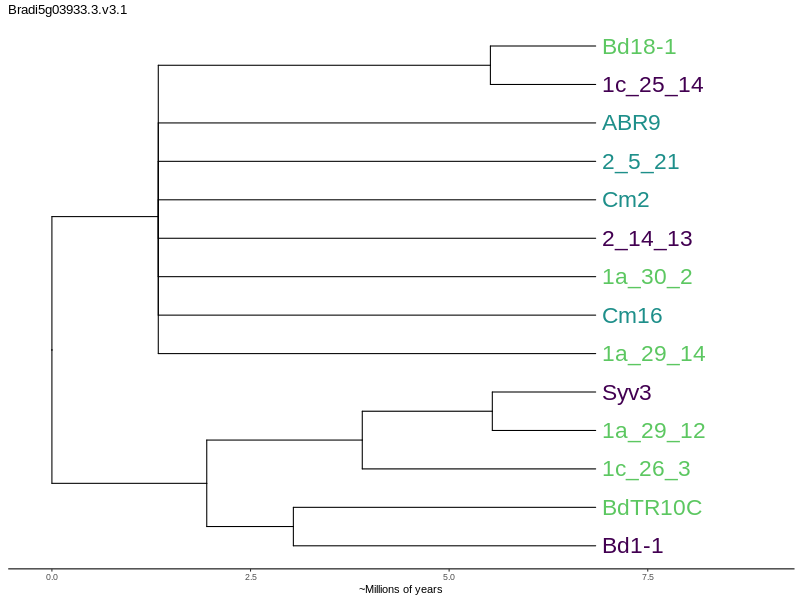 Bradi5g03933.3.v3.1
Bd18-1
1c_25_14
ABR9
2_5_21
Cm2
2_14_13
1a_30_2
Cm16
1a_29_14
Syv3
1a_29_12
1c_26_3
BdTR10C
Bd1-1
0.0 2.5 5.0 7.5
~Millions of years